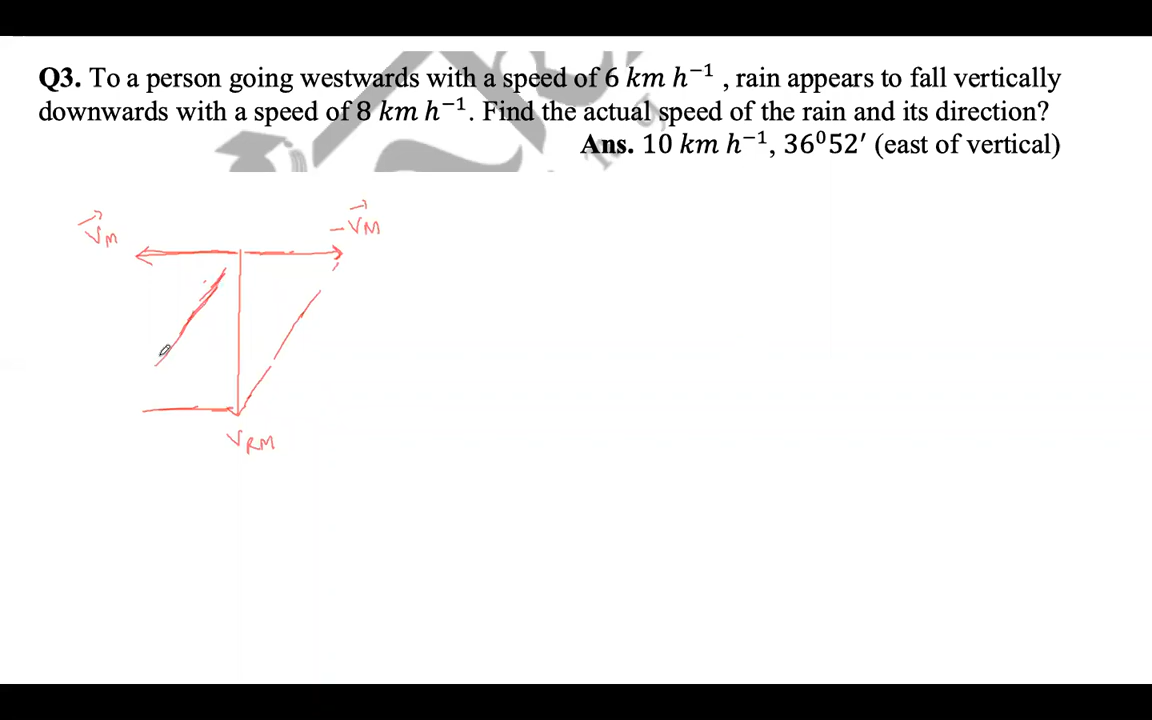 Q3. To a person going westwards with a speed of 6 km h⁻¹ , rain appears to fall vertically
downwards with a speed of 8 km h⁻¹. Find the actual speed of the rain and its direction?
Ans. 10 km h⁻¹, 36⁰52′ (east of vertical)
V⃗M
-V⃗M
VRM